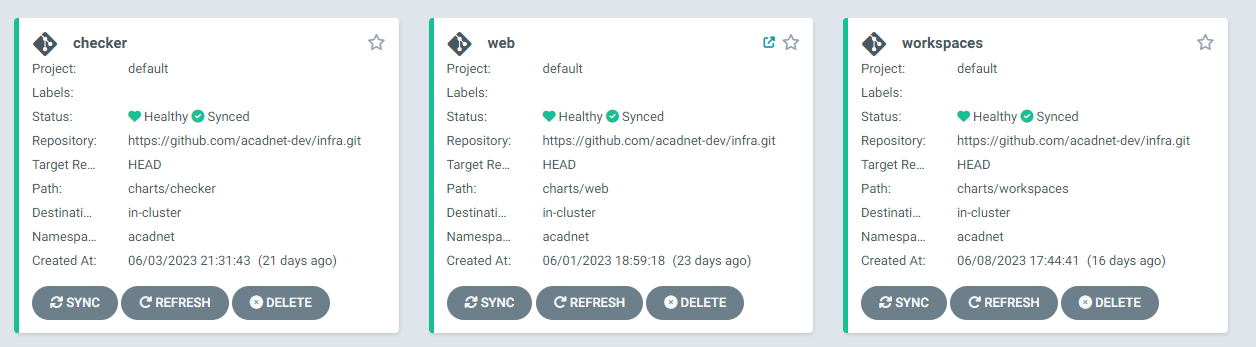 checker
Project: default
Labels:
Status: Healthy Synced
Repository: https://github.com/acadnet-dev/infra.git
Target Re... HEAD
Path: charts/checker
Destinati... in-cluster
Namespa... acadnet
Created At: 06/03/2023 21:31:43 (21 days ago)
SYNC REFRESH DELETE
web
Project: default
Labels:
Status: Healthy Synced
Repository: https://github.com/acadnet-dev/infra.git
Target Re... HEAD
Path: charts/web
Destinati... in-cluster
Namespa... acadnet
Created At: 06/01/2023 18:59:18 (23 days ago)
SYNC REFRESH DELETE
workspaces
Project: default
Labels:
Status: Healthy Synced
Repository: https://github.com/acadnet-dev/infra.git
Target Re... HEAD
Path: charts/workspaces
Destinati... in-cluster
Namespa... acadnet
Created At: 06/08/2023 17:44:41 (16 days ago)
SYNC REFRESH DELETE